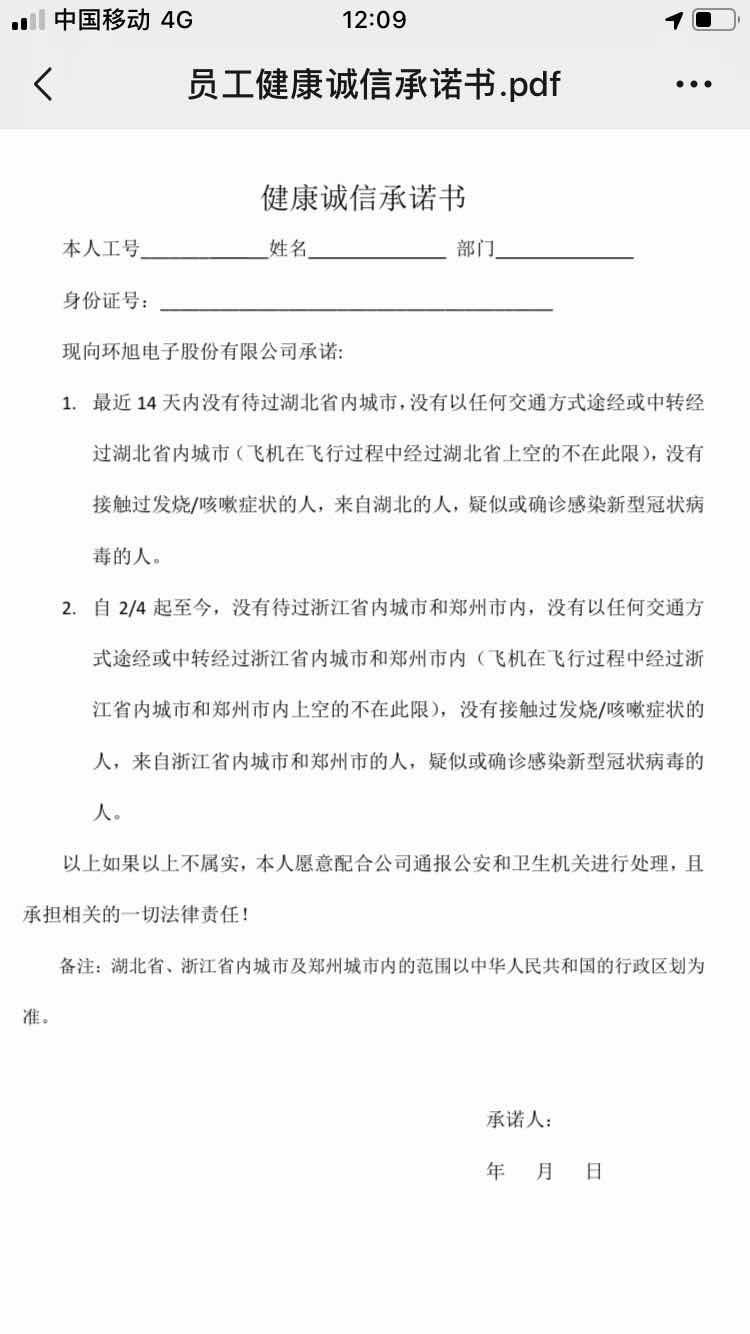 中国移动 4G 12:09
员工健康诚信承诺书.pdf
健康诚信承诺书
本人工号____________姓名_____________ 部门_____________
身份证号：_____________________________________
现向环旭电子股份有限公司承诺:
1. 最近 14 天内没有待过湖北省内城市，没有以任何交通方式途经或中转经
过湖北省内城市（飞机在飞行过程中经过湖北省上空的不在此限），没有
接触过发烧/咳嗽症状的人，来自湖北的人，疑似或确诊感染新型冠状病
毒的人。
2. 自 2/4 起至今，没有待过浙江省内城市和郑州市内，没有以任何交通方
式途经或中转经过浙江省内城市和郑州市内（飞机在飞行过程中经过浙
江省内城市和郑州市内上空的不在此限），没有接触过发烧/咳嗽症状的
人，来自浙江省内城市和郑州市的人，疑似或确诊感染新型冠状病毒的
人。
以上如果以上不属实，本人愿意配合公司通报公安和卫生机关进行处理，且
承担相关的一切法律责任！
备注：湖北省、浙江省内城市及郑州城市内的范围以中华人民共和国的行政区划为
准。
承诺人：
年 月 日